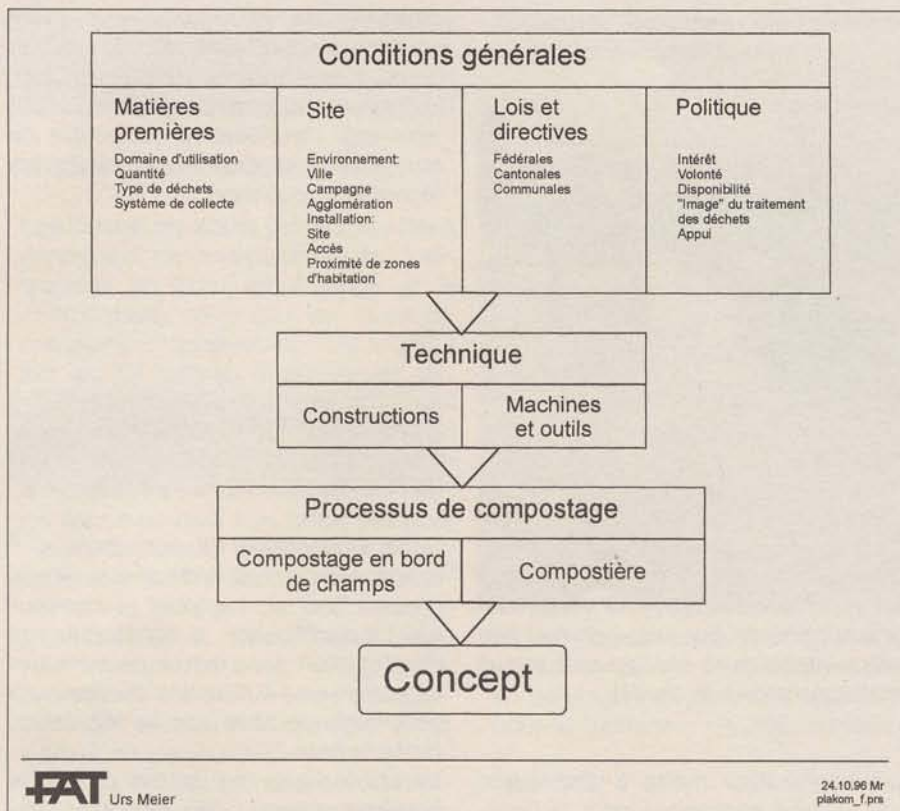 Conditions générales
Matières
premières
Domaine d'utilisation
Quantité
Type de déchets
Système de collecte
Site
Environnement:
Ville
Campagne
Agglomération
Installation:
Site
Accès
Proximité de zones
d'habitation
Lois et
directives
Fédérales
Cantonales
Communales
Politique
Intérêt
Volonté
Disponibilité
"Image" du traitement
des déchets
Appui
Technique
Constructions
Machines
et outils
Processus de compostage
Compostage en bord
de champs
Compostière
Concept
FAT Urs Meier
24.10.96 Mr
plakom_f.prs